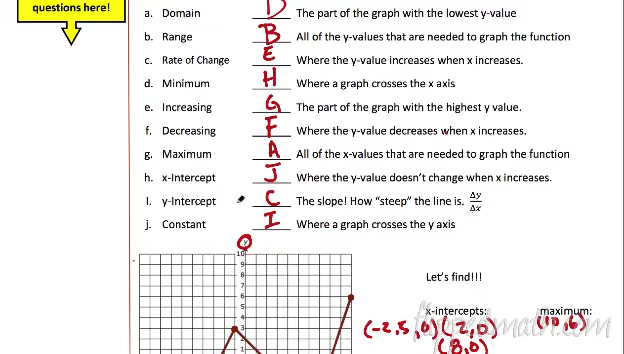 questions here!
a. Domain D The part of the graph with the lowest y-value
b. Range B All of the y-values that are needed to graph the function
c. Rate of Change E Where the y-value increases when x increases.
d. Minimum H Where a graph crosses the x axis
e. Increasing G The part of the graph with the highest y value.
f. Decreasing F Where the y-value decreases when x increases.
g. Maximum A All of the x-values that are needed to graph the function
h. x-Intercept J Where the y-value doesn't change when x increases.
I. y-Intercept C The slope! How "steep" the line is. Δy/Δx
j. Constant I Where a graph crosses the y axis
y
10
9
8
7
6
5
4
3
2
1
Let's find!!!
x-intercepts: maximum:
(-2.5, 0) (2,0) (10,6)
(8,0)
flippedmath.com